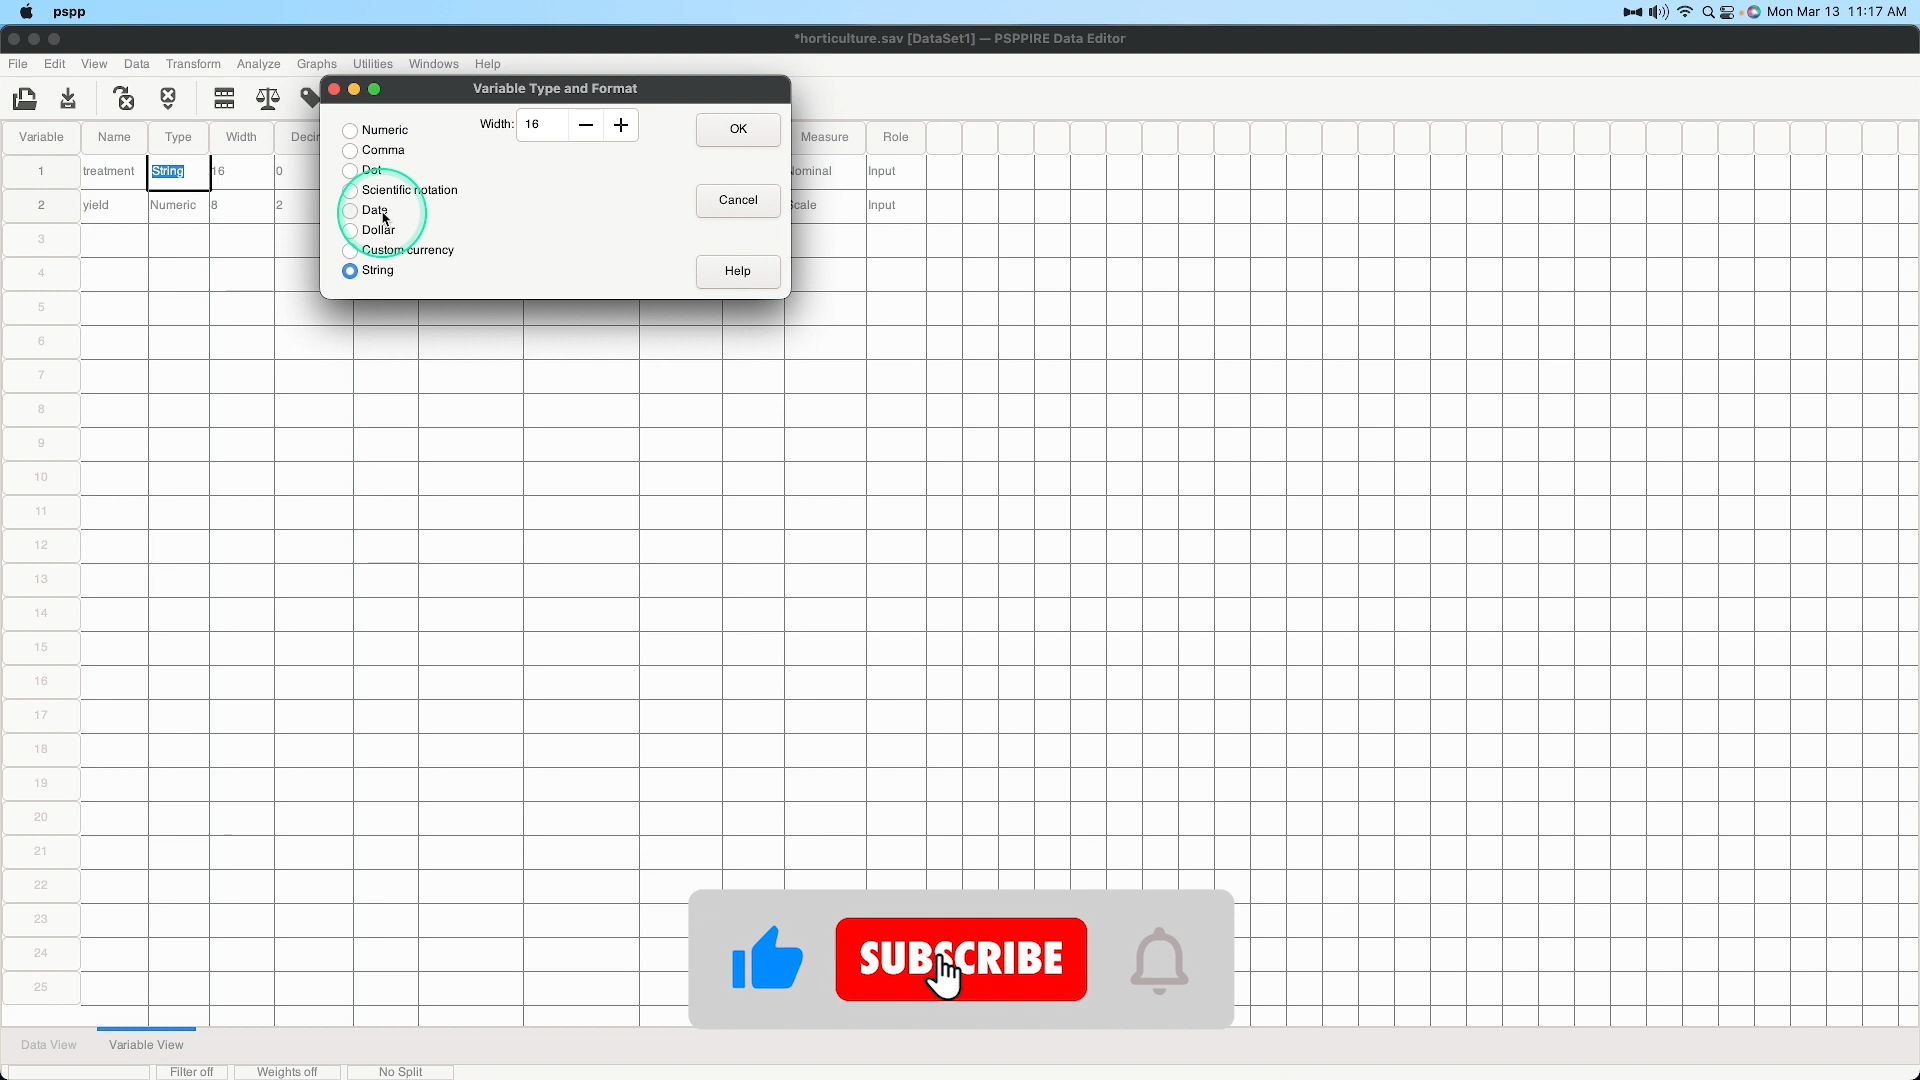 pspp
Mon Mar 13 11:17 AM
*horticulture.sav [DataSet1] — PSPPIRE Data Editor
File Edit View Data Transform Analyze Graphs Utilities Windows Help
Variable Type and Format
Numeric
Comma
Dot
Scientific notation
Date
Dollar
Custom currency
String
Width: 16
OK
Cancel
Help
Variable Name Type Width Measure Role
1 treatment String 16 0 Input
2 yield Numeric 8 2 Input
3
4
5
6
7
8
9
10
11
12
13
14
15
16
17
18
19
20
21
22
23
24
25
SUBSCRIBE
Data View Variable View
Filter off Weights off No Split